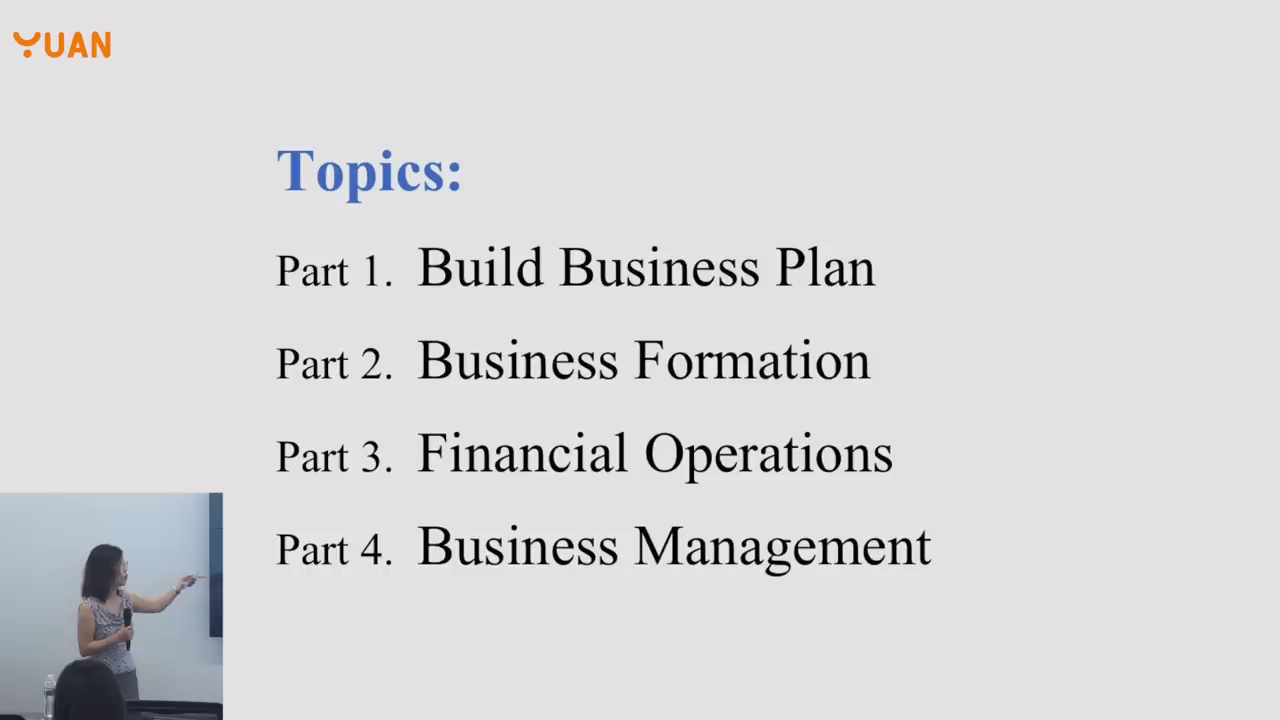 YUAN
Topics:
Part 1. Build Business Plan
Part 2. Business Formation
Part 3. Financial Operations
Part 4. Business Management